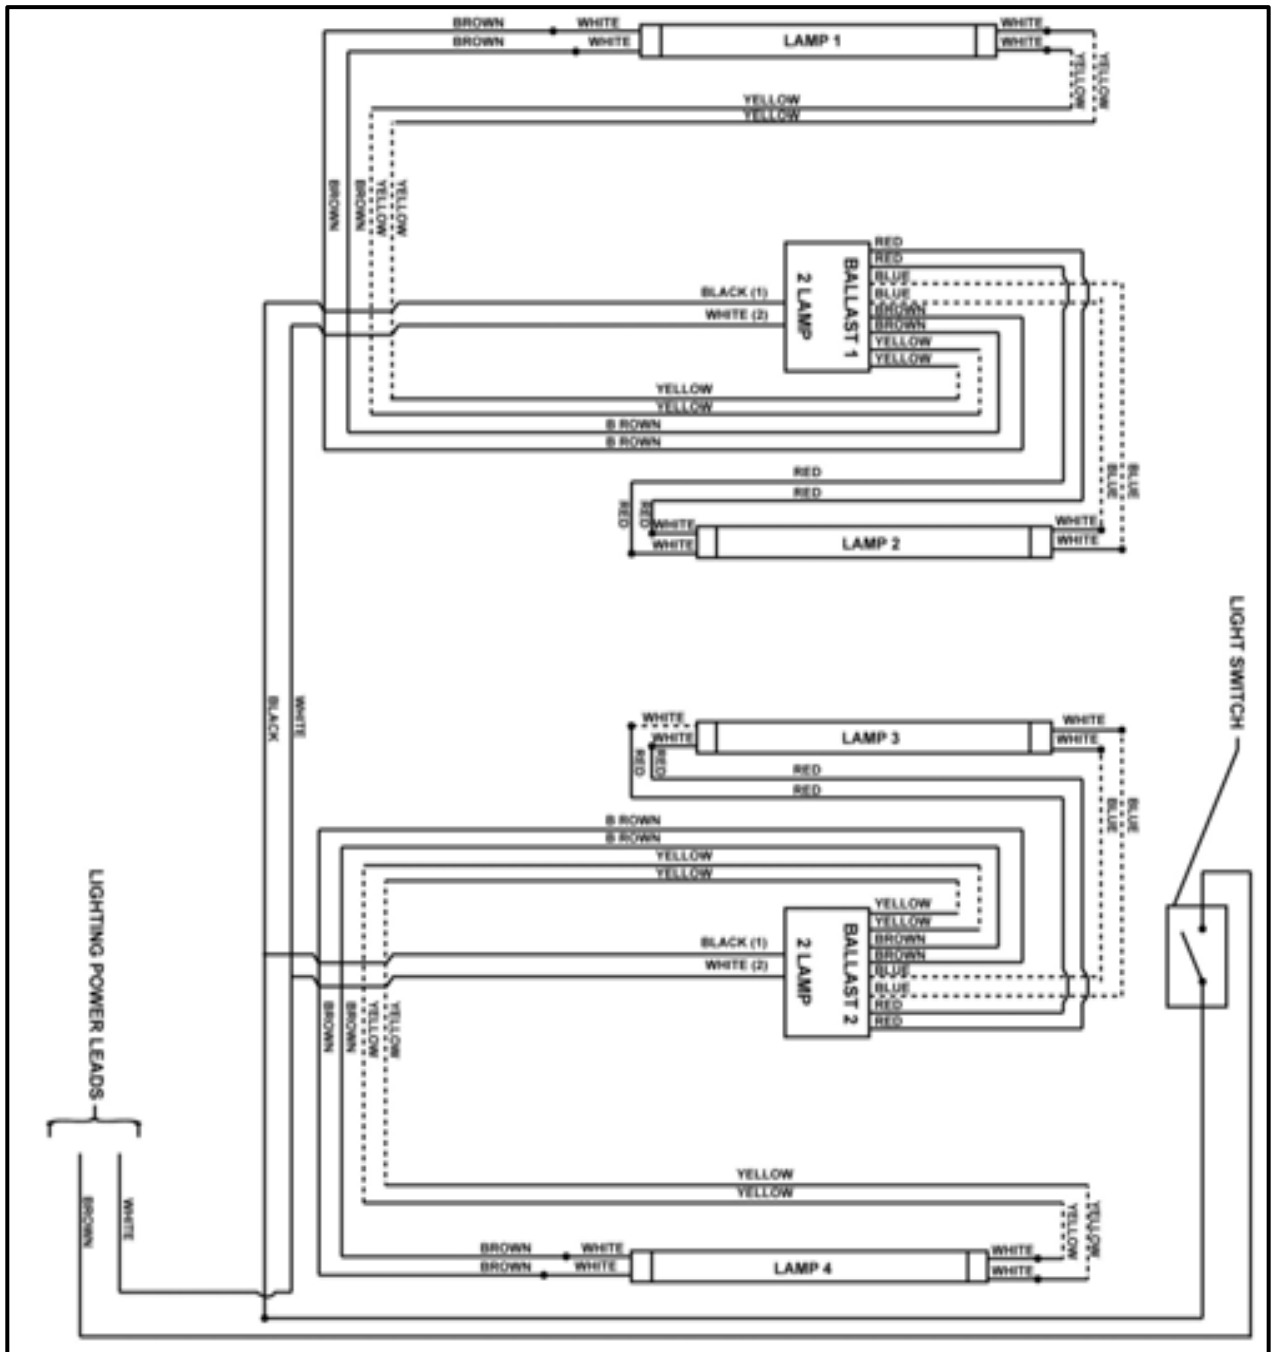 BROWN
WHITE
WHITE
BROWN
WHITE
LAMP 1
WHITE
YELLOW
YELLOW
YELLOW
YELLOW
BROWN
BROWN
YELLOW
YELLOW
RED
RED
BLUE
BLUE
BROWN
BROWN
YELLOW
YELLOW
BALLAST 1
2 LAMP
BLACK (1)
WHITE (2)
YELLOW
YELLOW
B ROWN
B ROWN
RED
RED
BLUE
BLUE
RED
RED
WHITE
WHITE
LAMP 2
WHITE
WHITE
LIGHT SWITCH
BLACK
WHITE
WHITE
WHITE
LAMP 3
WHITE
WHITE
RED
RED
RED
RED
BLUE
BLUE
B ROWN
B ROWN
YELLOW
YELLOW
YELLOW
YELLOW
BROWN
BROWN
BLUE
BLUE
RED
RED
BALLAST 2
2 LAMP
BLACK (1)
WHITE (2)
LIGHTING POWER LEADS
BROWN
BROWN
YELLOW
YELLOW
YELLOW
YELLOW
YELLOW
YELLOW
BROWN
WHITE
BROWN
WHITE
BROWN
WHITE
LAMP 4
WHITE
WHITE